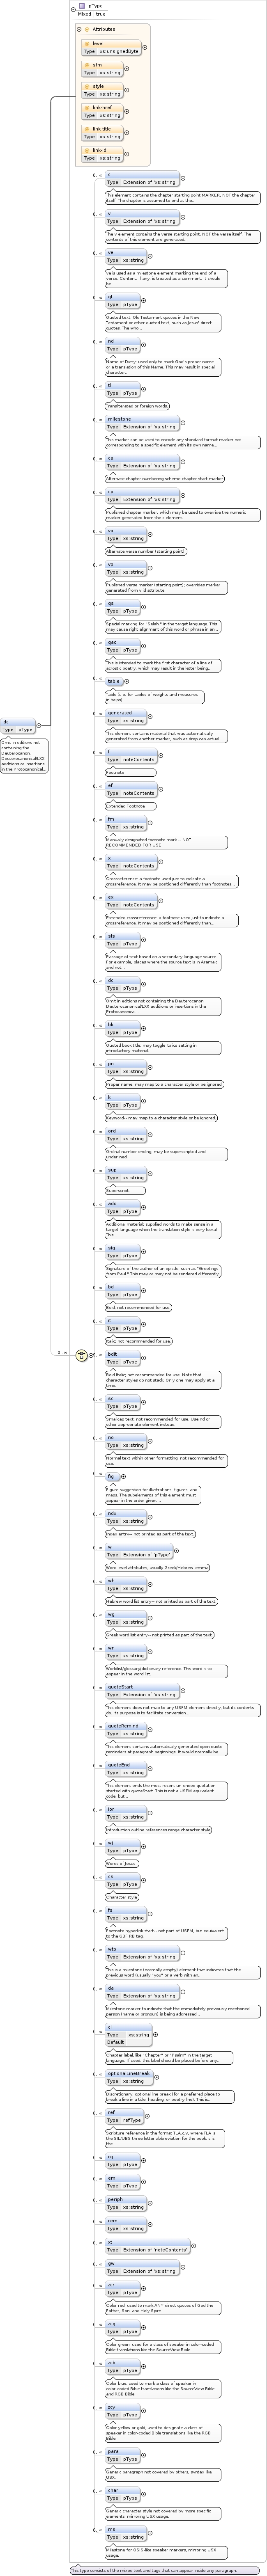 pType
Mixed true
Attributes
level
Type xs:unsignedByte
sfm
Type xs:string
style
Type xs:string
link-href
Type xs:string
link-title
Type xs:string
link-id
Type xs:string
c
Type Extension of 'xs:string'
This element contains the chapter starting point MARKER, NOT the chapter
itself. The chapter is assumed to end at the...
v
Type Extension of 'xs:string'
The v element contains the verse starting point, NOT the verse itself. The
contents of this element are generated...
ve
Type xs:string
ve is used as a milestone element marking the end of a
verse. Content, if any, is treated as a comment. It should
be...
qt
Type pType
Quoted text, Old Testament quotes in the New
Testament or other quoted text, such as Jesus' direct
quotes. The who...
nd
Type pType
Name of Diety: used only to mark God's proper name
or a translation of this Name. This may result in special
character...
tl
Type pType
Transliterated or foreign words.
milestone
Type Extension of 'xs:string'
This marker can be used to encode any standard format marker not
corresponding to a specific element with its own name...
ca
Type Extension of 'xs:string'
Alternate chapter numbering schema chapter start marker
cp
Type Extension of 'xs:string'
Published chapter marker, which may be used to override the numeric
marker generated from the c element.
va
Type xs:string
Alternate verse number (starting point).
vp
Type xs:string
Published verse marker (starting point); overrides marker
generated from v id attribute.
qs
Type pType
Special marking for "Selah " in the target language. This
may cause right alignment of this word or phrase in an...
qac
Type pType
This is intended to mark the first character of a line of
acrostic poetry, which may result in the letter being...
table
Table (i. e. for tables of weights and measures
in helps).
generated
Type xs:string
This element contains material that was automatically
generated from another marker, such as drop cap actual...
f
Type noteContents
Footnote
ef
Type noteContents
Extended Footnote
fm
Type xs:string
Manually designated footnote mark -- NOT
RECOMMENDED FOR USE.
x
Type noteContents
Crossreference: a footnote used just to indicate a
crossreference. It may be positioned differently than footnotes...
ex
Type noteContents
Extended crossreference: a footnote used just to indicate a
crossreference. It may be positioned differently than...
sls
Type pType
Passage of text based on a secondary language source.
For example, places where the source text is in Aramaic
and not...
dc
Type pType
Omit in editions not containing the Deuterocanon.
Deuterocanonical/LXX additions or insertions in the
Protocanonical...
bk
Type pType
Quoted book title; may toggle italics setting in
introductory material.
pn
Type pType
Proper name; may map to a character style or be ignored
k
Type pType
Keyword-- may map to a character style or be ignored.
ord
Type xs:string
Ordinal number ending; may be superscripted and
underlined.
sup
Type xs:string
Superscript.
add
Type pType
Additional material; supplied words to make sense in a
target language when the translation style is very literal.
This...
sig
Type pType
Signature of the author of an epistle, such as "Greetings
from Paul." This may or may not be rendered differently
bd
Type pType
Bold; not recommended for use.
it
Type pType
Italic; not recommended for use.
dc
Type pType
Omit in editions not
containing the
Deuterocanon.
Deuterocanonical/LXX
additions or insertions
in the Protocanonical...
bdit
Type pType
Bold italic; not recommended for use. Note that
character styles do not stack: Only one may apply at a
time.
sc
Type pType
Smallcap text; not recommended for use. Use nd or
other appropriate element instead.
no
Type xs:string
Normal text within other formatting; not recommended for
use.
fig
Figure suggestion for illustrations, figures, and
maps. The subelements of this element must
appear in the order given,...
ndx
Type xs:string
Index entry-- not printed as part of the text.
w
Type Extension of 'pType'
Word-level attributes, usually Greek/Hebrew lemma
wh
Type xs:string
Hebrew word list entry-- not printed as part of the text.
wg
Type xs:string
Greek word list entry-- not printed as part of the text.
wr
Type xs:string
Wordlist/glossary/dictionary reference. This word is to
appear in the word list.
quoteStart
Type Extension of 'xs:string'
This element does not map to any USFM element directly, but its contents
do. Its purpose is to facilitate conversion...
quoteRemind
Type Extension of 'xs:string'
This element contains automatically generated open quote
reminders at paragraph beginnings. It would normally be...
quoteEnd
Type Extension of 'xs:string'
This element ends the most recent un-ended quotation
started with quoteStart. This is not a USFM equivalent
code, but...
ior
Type xs:string
Introduction outline references range character style
wj
Type pType
Words of Jesus.
cs
Type pType
Character style
fx
Type xs:string
Footnote hyperlink start-- not part of USFM, but equivalent
to the GBF RB tag.
wtp
Type Extension of 'xs:string'
This is a milestone (normally empty) element that indicates that the
previous word (usually "you" or a verb with an...
da
Type Extension of 'xs:string'
Milestone marker to indicate that the immediately previously mentioned
person (name or pronoun) is being addressed...
cl
Type xs:string
Default
Chapter label, like "Chapter" or "Psalm" in the target
language. If used, this label should be placed before any...
optionalLineBreak
Type xs:string
Discretionary, optional line break (for a preferred place to
break a line in a title, heading, or poetry line). This is...
ref
Type refType
Scripture reference in the format TLA c.v, where TLA is
the SIL/UBS three letter abbreviation for the book, c is
the...
rq
Type pType
em
Type pType
periph
Type xs:string
rem
Type xs:string
xt
Type Extension of 'noteContents'
gw
Type Extension of 'xs:string'
zcr
Type pType
Color red, used to mark ANY direct quotes of God the
Father, Son, and Holy Spirit
zcg
Type pType
Color green, used for a class of speaker in color-coded
Bible translations like the SourceView Bible.
zcb
Type pType
Color blue, used to mark a class of speaker in
color-coded Bible translations like the SourceView Bible
and RGB Bible.
zcy
Type pType
Color yellow or gold, used to designate a class of
speaker in color-coded Bible translations like the RGB
Bible.
para
Type pType
Generic paragraph not covered by others, syntax like
USX.
char
Type pType
Generic character style not covered by more specific
elements, mirroring USX usage.
ms
Type xs:string
Milestone for OSIS-like speaker markers, mirroring USX
usage.
This type consists of the mixed text and tags that can appear inside any paragraph.